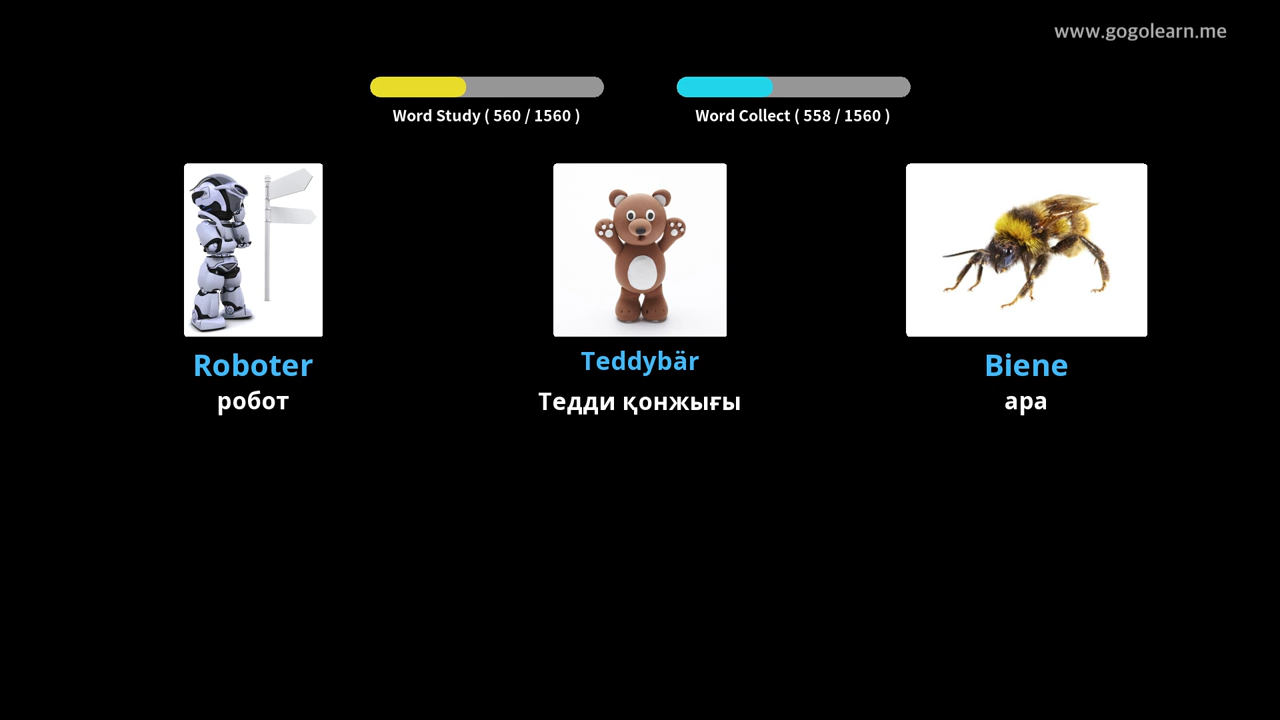 www.gogolearn.me
Word Study ( 560 / 1560 )
Word Collect ( 558 / 1560 )
Roboter
Teddybär
Biene
робот
Тедди қонжығы
ара